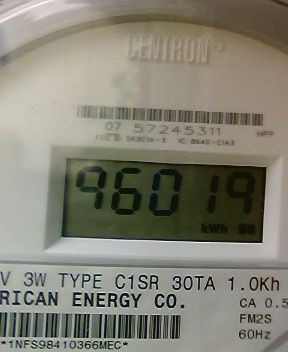 CENTRON®
07 57245311
HPP
96019
kWh
V 3W TYPE C1SR 30TA 1.0Kh
RICAN ENERGY CO.
CA 0.5
FM2S
60Hz
*1NFS98410366MEC*